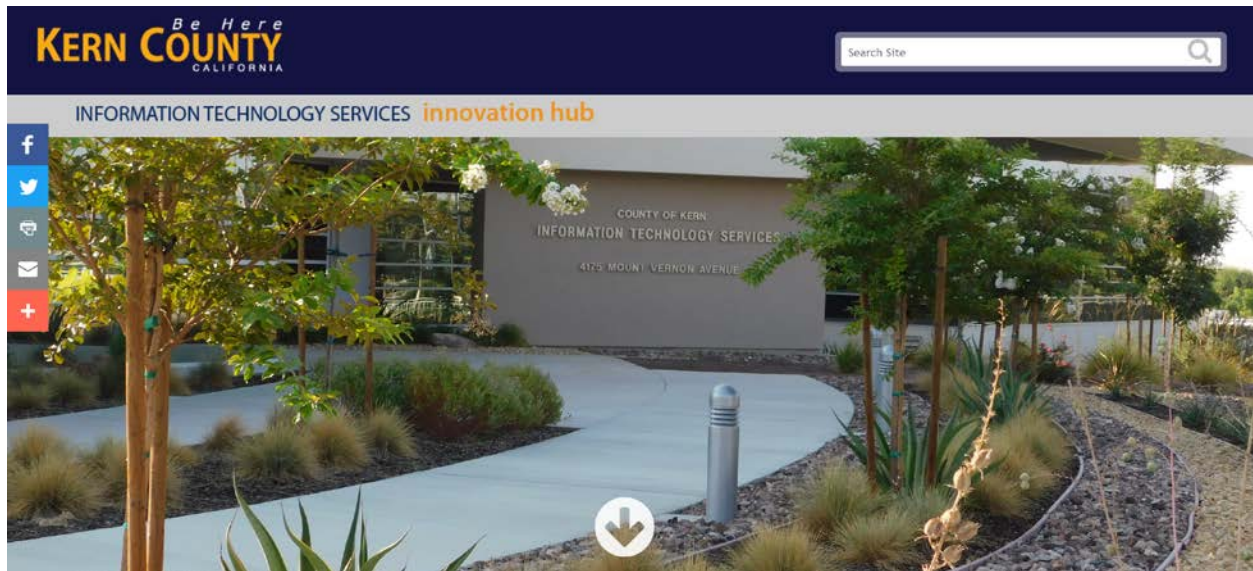 Be Here
KERN COUNTY
CALIFORNIA
Search Site
INFORMATION TECHNOLOGY SERVICES innovation hub
COUNTY OF KERN
INFORMATION TECHNOLOGY SERVICES
4175 MOUNT VERNON AVENUE